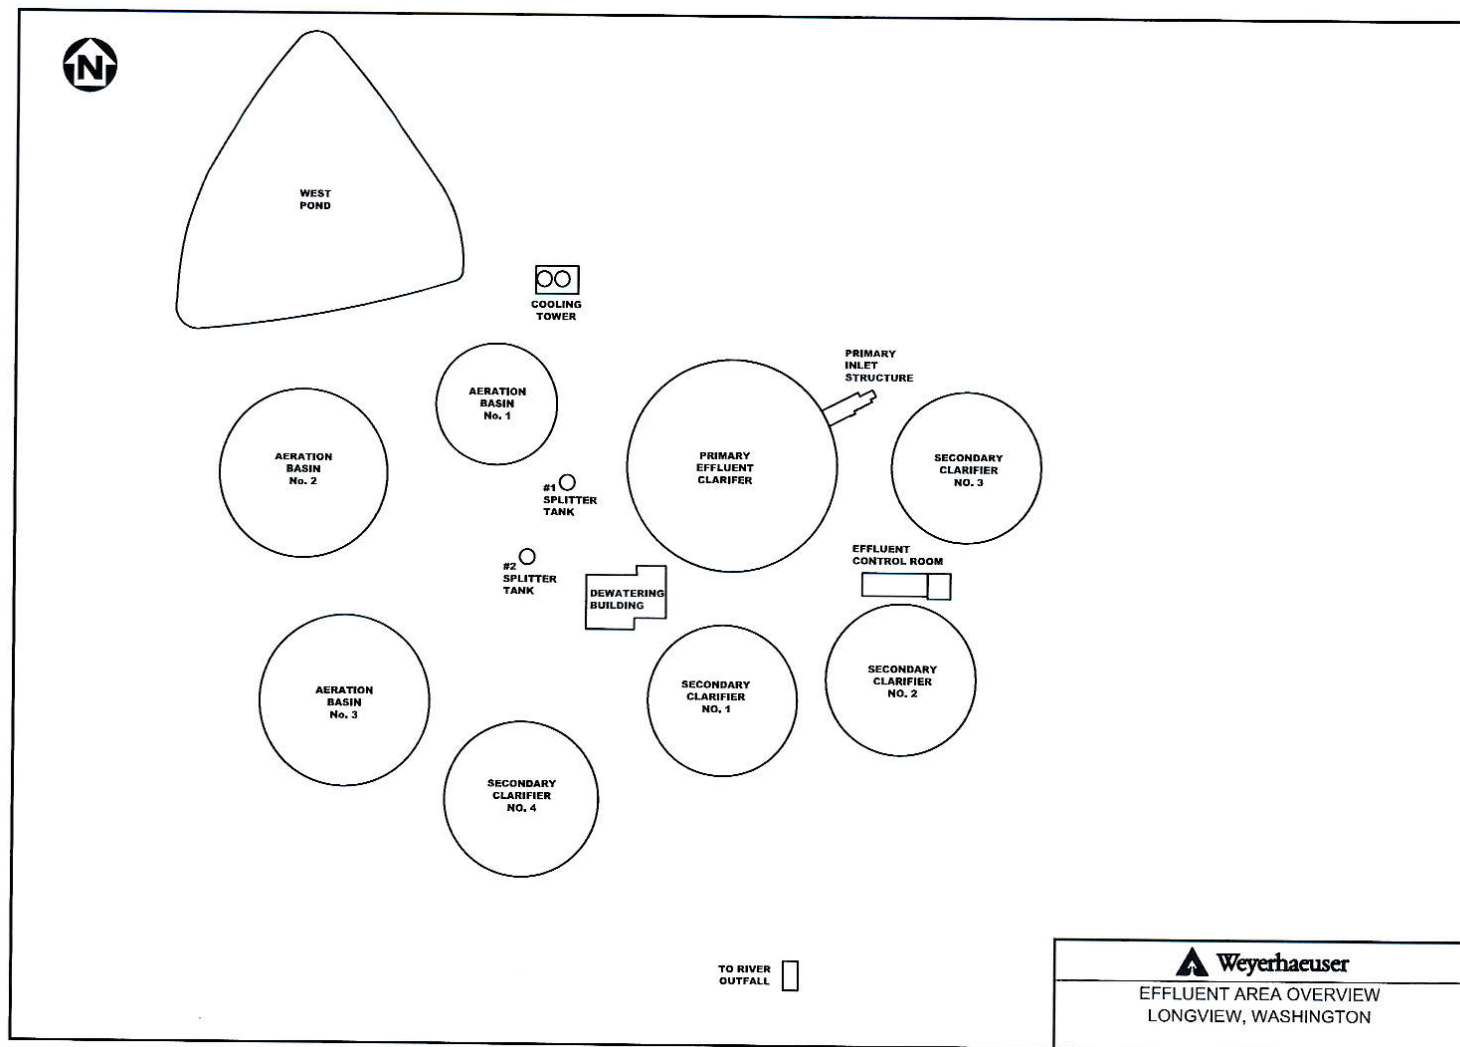 N
WEST
POND
COOLING
TOWER
PRIMARY
INLET
STRUCTURE
AERATION
BASIN
No. 1
AERATION
BASIN
No. 2
PRIMARY
EFFLUENT
CLARIFER
SECONDARY
CLARIFIER
NO. 3
#1
SPLITTER
TANK
EFFLUENT
CONTROL ROOM
#2
SPLITTER
TANK
DEWATERING
BUILDING
SECONDARY
CLARIFIER
NO. 2
AERATION
BASIN
No. 3
SECONDARY
CLARIFIER
NO. 1
SECONDARY
CLARIFIER
NO. 4
TO RIVER
OUTFALL
Weyerhaeuser
EFFLUENT AREA OVERVIEW
LONGVIEW, WASHINGTON